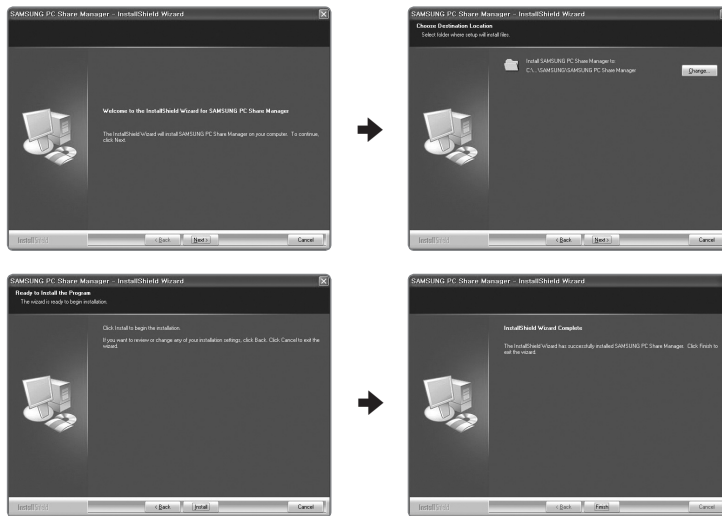 SAMSUNG PC Share Manager - InstallShield Wizard
Welcome to the InstallShield Wizard for SAMSUNG PC Share Manager
The InstallShield Wizard will install SAMSUNG PC Share Manager on your computer. To continue,
click Next.
InstallShield
< Back
Next >
Cancel
SAMSUNG PC Share Manager - InstallShield Wizard
Choose Destination Location
Select folder where setup will install files.
Install SAMSUNG PC Share Manager to:
C:\...\SAMSUNG\SAMSUNG PC Share Manager
Change...
InstallShield
< Back
Next >
Cancel
SAMSUNG PC Share Manager - InstallShield Wizard
Ready to Install the Program
The wizard is ready to begin installation.
Click Install to begin the installation.
If you want to review or change any of your installation settings, click Back. Click Cancel to exit the
wizard.
InstallShield
< Back
Install
Cancel
SAMSUNG PC Share Manager - InstallShield Wizard
InstallShield Wizard Complete
The InstallShield Wizard has successfully installed SAMSUNG PC Share Manager. Click Finish to
exit the wizard.
InstallShield
< Back
Finish
Cancel